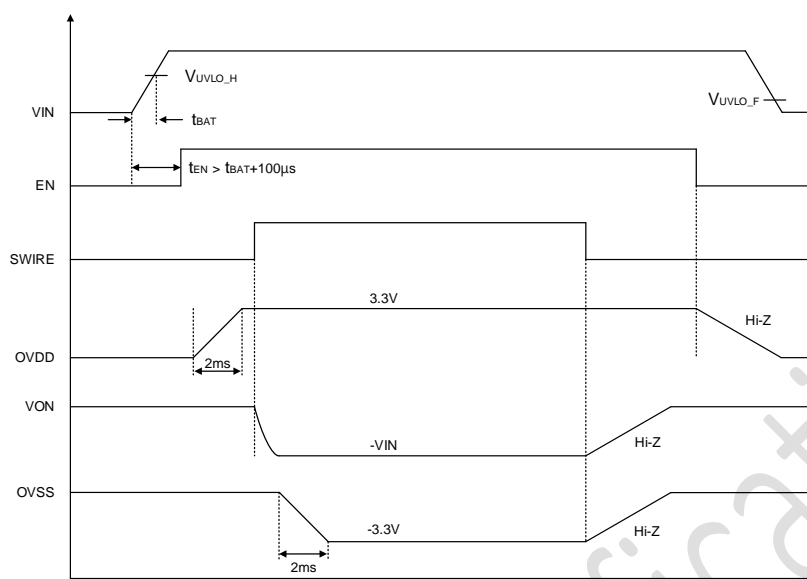 VUVLO_H
VUVLO_F
VIN
tBAT
tEN > tBAT+100µs
EN
SWIRE
3.3V
Hi-Z
OVDD
2ms
VON
-VIN
Hi-Z
OVSS
-3.3V
Hi-Z
2ms